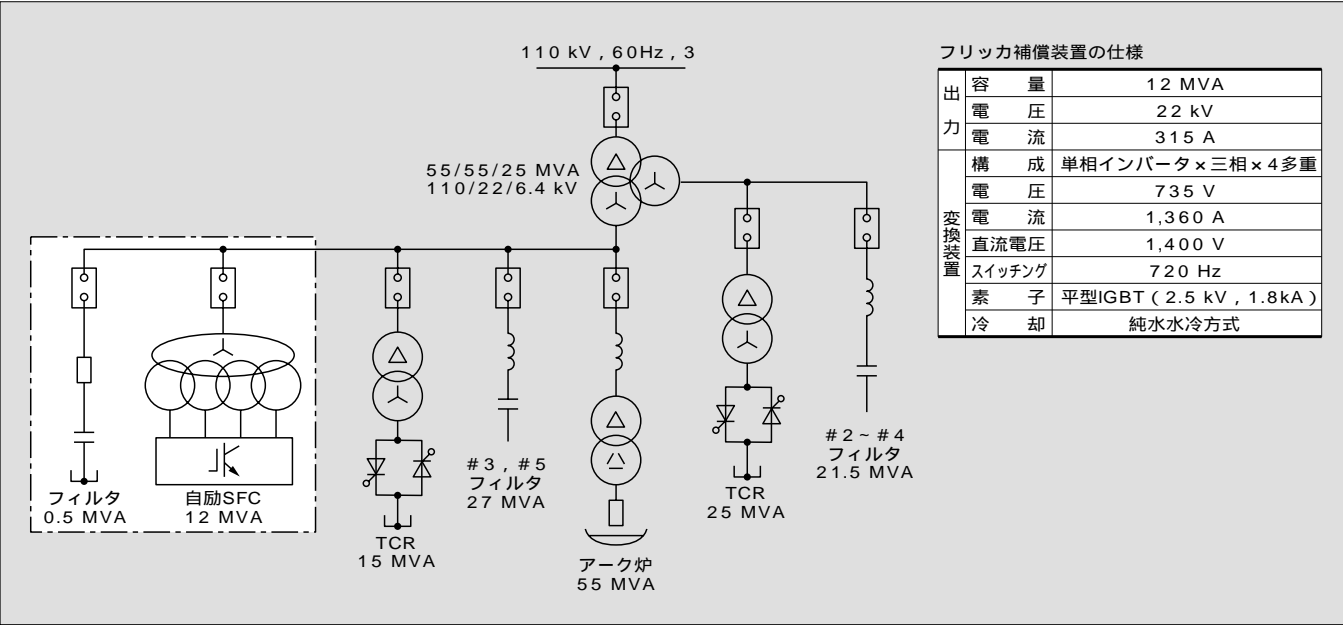 110 kV , 60Hz , 3
55/55/25 MVA
110/22/6.4 kV
フィルタ
0.5 MVA
自励SFC
12 MVA
TCR
15 MVA
#3 , #5
フィルタ
27 MVA
アーク炉
55 MVA
TCR
25 MVA
#2~#4
フィルタ
21.5 MVA
フリッカ補償装置の仕様
出力
容 量 12 MVA
電 圧 22 kV
電 流 315 A
変換装置
構 成 単相インバータ×三相×4多重
電 圧 735 V
電 流 1,360 A
直流電圧 1,400 V
スイッチング 720 Hz
素 子 平型IGBT(2.5 kV , 1.8kA)
冷 却 純水水冷方式